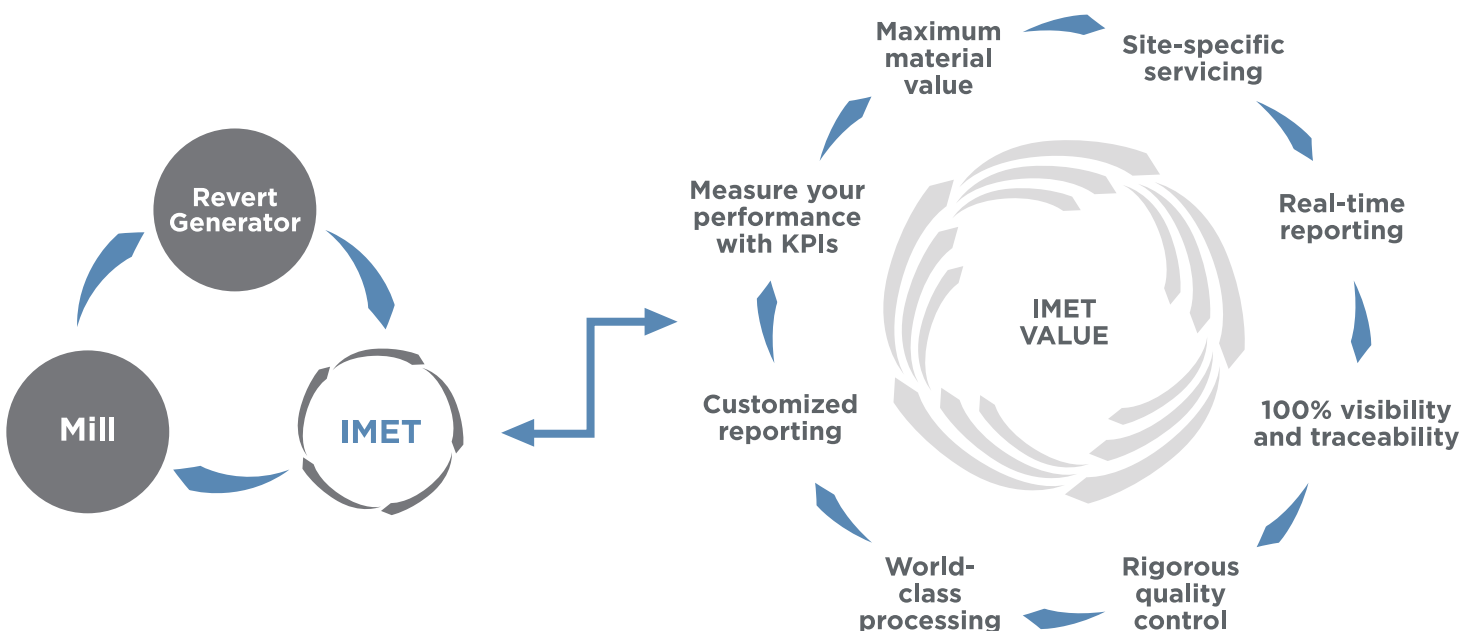 Revert
Generator
Mill
IMET
Maximum
material
value
Site-specific
servicing
Real-time
reporting
100% visibility
and traceability
Rigorous
quality
control
World-
class
processing
Customized
reporting
Measure your
performance
with KPIs
IMET
VALUE